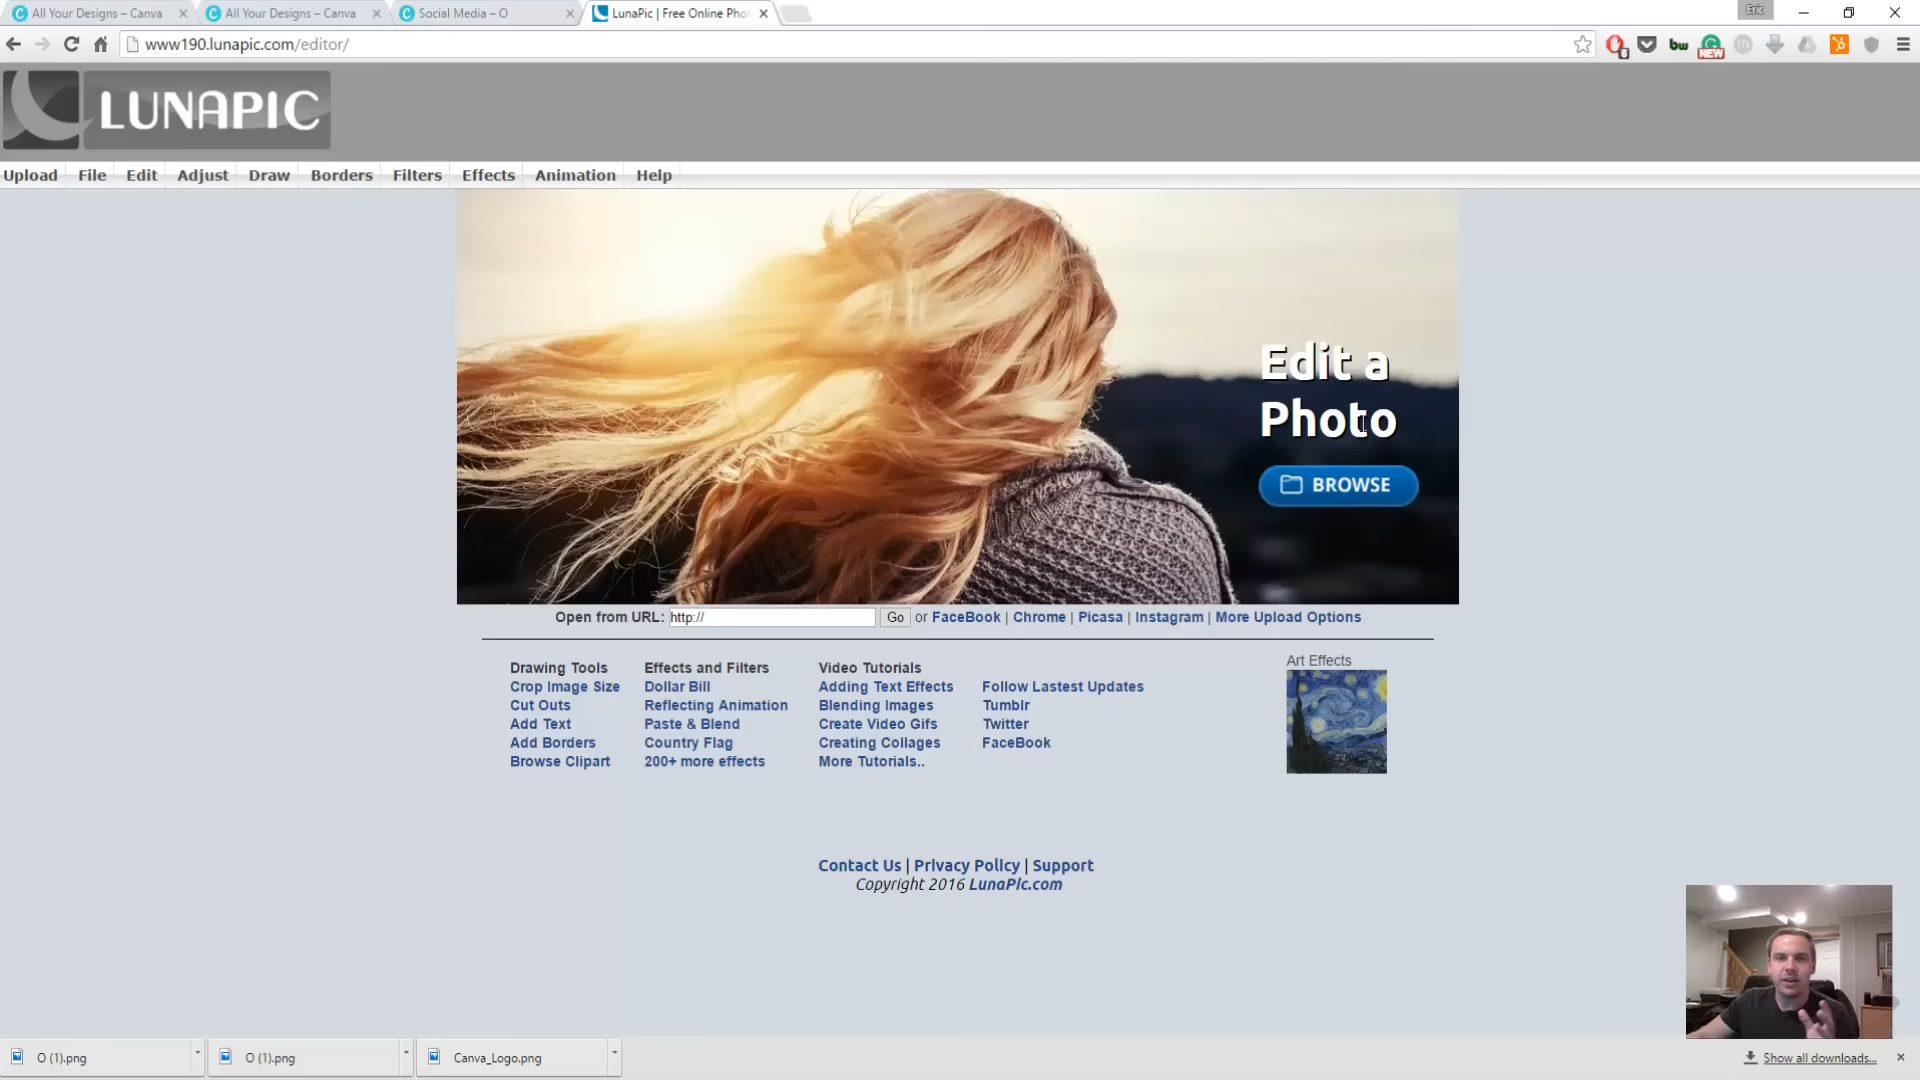 All Your Designs – Canva
All Your Designs – Canva
Social Media – O
LunaPic | Free Online Pho
Eric
www190.lunapic.com/editor/
bw
NEW
LUNAPIC
Upload File Edit Adjust Draw Borders Filters Effects Animation Help
Edit a
Photo
BROWSE
Open from URL: http:// Go or FaceBook | Chrome | Picasa | Instagram | More Upload Options
Drawing Tools
Crop Image Size
Cut Outs
Add Text
Add Borders
Browse Clipart
Effects and Filters
Dollar Bill
Reflecting Animation
Paste & Blend
Country Flag
200+ more effects
Video Tutorials
Adding Text Effects
Blending Images
Create Video Gifs
Creating Collages
More Tutorials..
Follow Lastest Updates
Tumblr
Twitter
FaceBook
Art Effects
Contact Us | Privacy Policy | Support
Copyright 2016 LunaPic.com
O (1).png
O (1).png
Canva_Logo.png
Show all downloads...